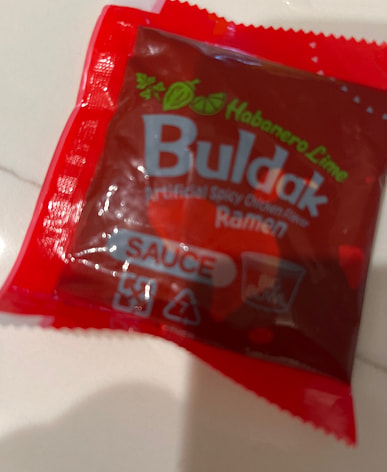 Habanero Lime
Buldak
Artificial Spicy Chicken Flavor
Ramen
SAUCE